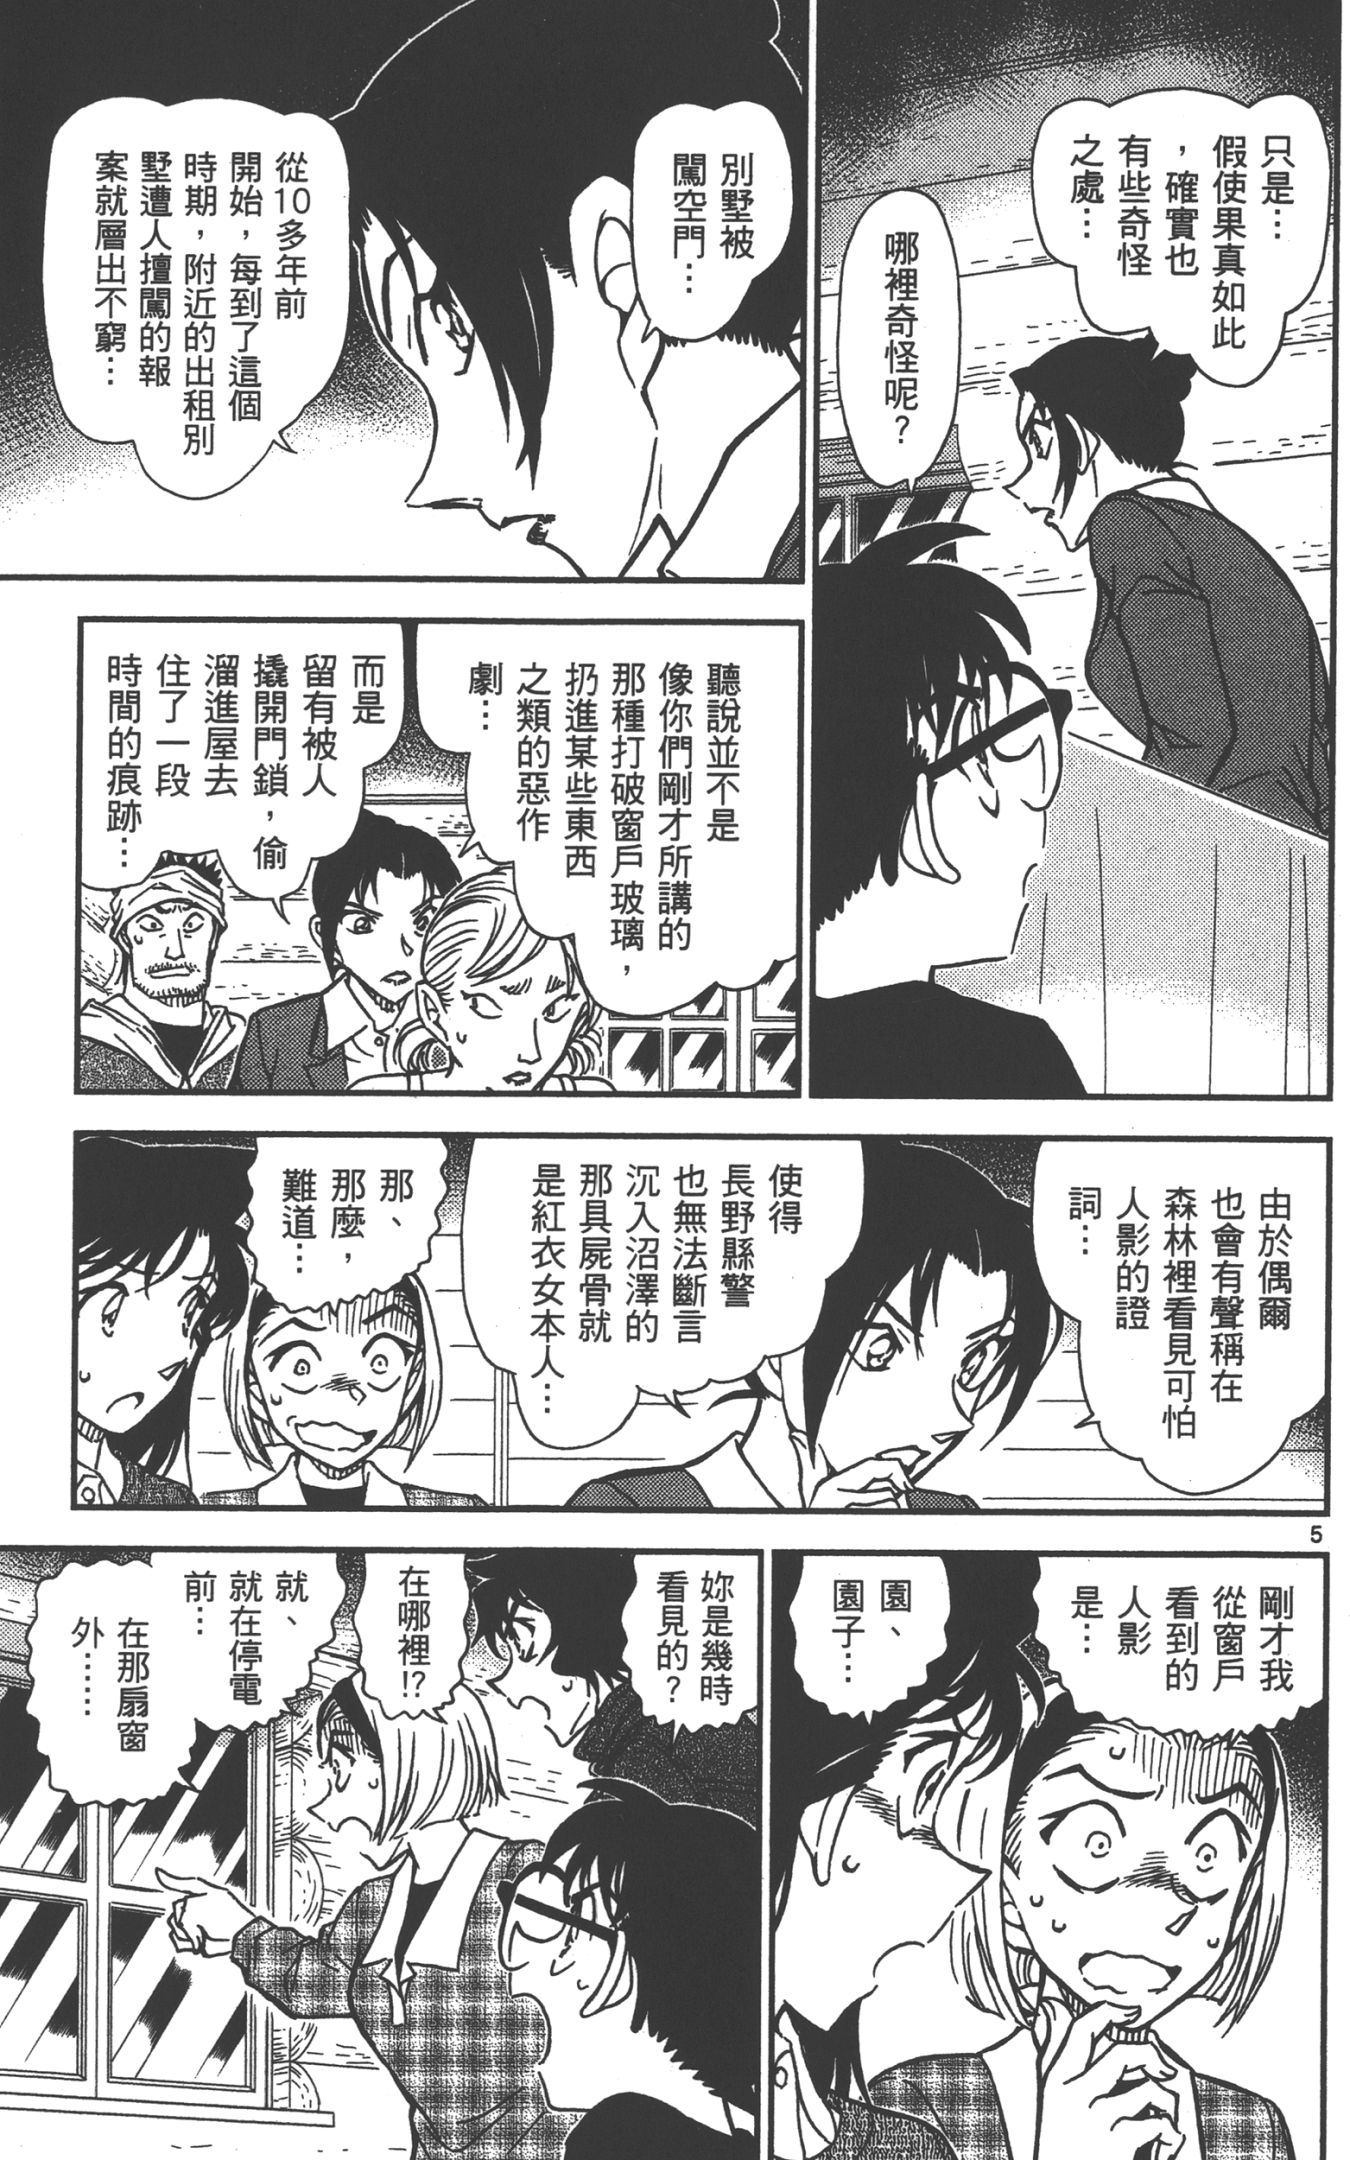 只是…
假使果真如此
，確實也
有些奇怪
之處…
哪裡奇怪呢？
別墅被
闖空門…
從10多年前
開始，每到了這個
時期，附近的出租別
墅遭人擅闖的報
案就層出不窮…
聽說並不是
像你們剛才所講的
那種打破窗戶玻璃，
扔進某些東西
之類的惡作
劇…
而是
留有被人
撬開門鎖，偷
溜進屋去
住了一段
時間的痕跡…
由於偶爾
也會有聲稱在
森林裡看見可怕
人影的證
詞…
使得
長野縣警
也無法斷言
沉入沼澤的
那具屍骨就
是紅衣女本人…
那、
那麼，
難道…
5
剛才我
從窗戶
看到的
人影
是…
園、
園子…
妳是幾時
看見的？
在哪裡!?
就、
就在停電
前…
在那扇窗
外……